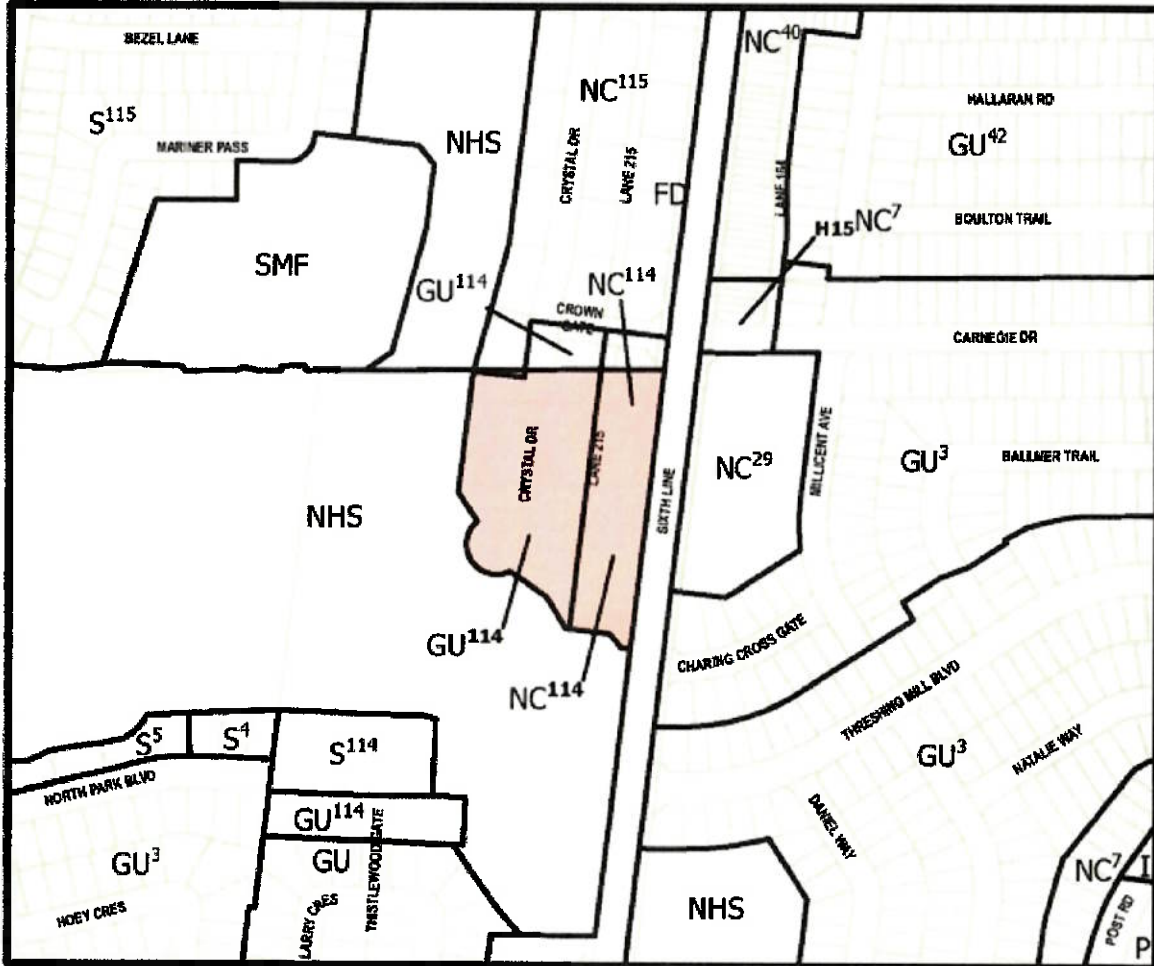 BEZEL LANE
NC⁴⁰
NC¹¹⁵
HALLARAN RD
S¹¹⁵
MARINER PASS
NHS
GU⁴²
CRYSTAL DR
LANE 215
LANE 164
FD
BOULTON TRAIL
H15 NC⁷
SMF
GU¹¹⁴
NC¹¹⁴
CROWN GATE
CARNEGIE DR
CRYSTAL DR
LANE 215
SIXTH LINE
NC²⁹
MILLICENT AVE
GU³
BALLMER TRAIL
NHS
GU¹¹⁴
NC¹¹⁴
CHARING CROSS GATE
THRESHING MILL BLVD
GU³
NATALIE WAY
S⁵
S⁴
S¹¹⁴
NORTH PARK BLVD
GU¹¹⁴
DANIEL WAY
GU³
GU
THISTLEWOOD GATE
NC⁷
I
HOEY CRES
LARRY CRES
NHS
POST RD
P